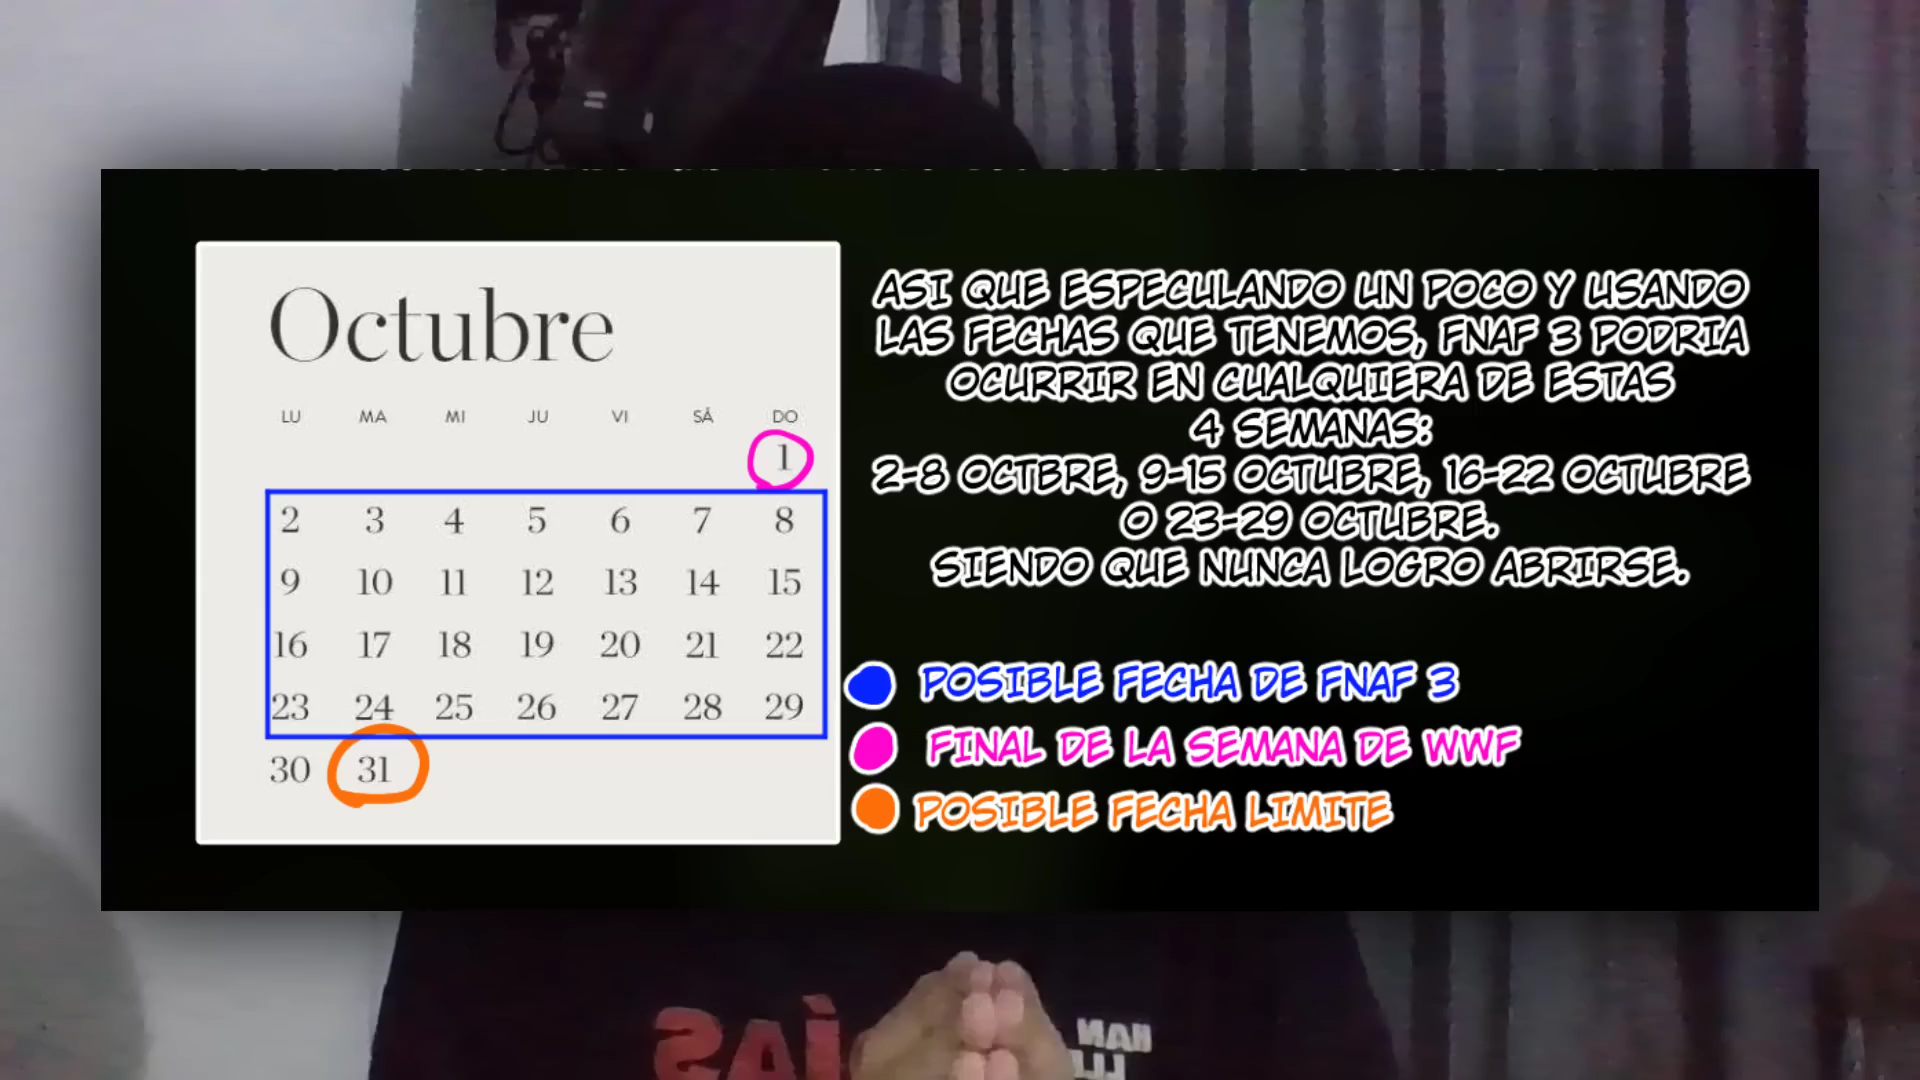 Octubre
LU MA MI JU VI SÁ DO
1
2 3 4 5 6 7 8
9 10 11 12 13 14 15
16 17 18 19 20 21 22
23 24 25 26 27 28 29
30 31
ASI QUE ESPECULANDO UN POCO Y USANDO
LAS FECHAS QUE TENEMOS, FNAF 3 PODRIA
OCURRIR EN CUALQUIERA DE ESTAS
4 SEMANAS:
2-8 OCTBRE, 9-15 OCTUBRE, 16-22 OCTUBRE
O 23-29 OCTUBRE.
SIENDO QUE NUNCA LOGRO ABRIRSE.
POSIBLE FECHA DE FNAF 3
FINAL DE LA SEMANA DE WWF
POSIBLE FECHA LIMITE